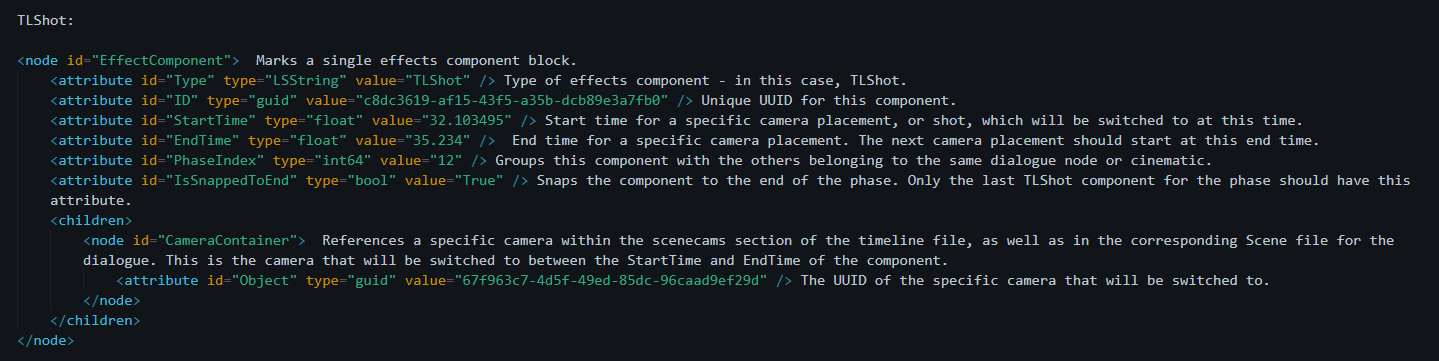 TLShot:
<node id="EffectComponent">  Marks a single effects component block.
    <attribute id="Type" type="LSString" value="TLShot" /> Type of effects component - in this case, TLShot.
    <attribute id="ID" type="guid" value="c8dc3619-af15-43f5-a35b-dcb89e3a7fb0" /> Unique UUID for this component.
    <attribute id="StartTime" type="float" value="32.103495" /> Start time for a specific camera placement, or shot, which will be switched to at this time.
    <attribute id="EndTime" type="float" value="35.234" />  End time for a specific camera placement. The next camera placement should start at this end time.
    <attribute id="PhaseIndex" type="int64" value="12" /> Groups this component with the others belonging to the same dialogue node or cinematic.
    <attribute id="IsSnappedToEnd" type="bool" value="True" /> Snaps the component to the end of the phase. Only the last TLShot component for the phase should have this
    attribute.
    <children>
        <node id="CameraContainer">  References a specific camera within the scenecams section of the timeline file, as well as in the corresponding Scene file for the
        dialogue. This is the camera that will be switched to between the StartTime and EndTime of the component.
            <attribute id="Object" type="guid" value="67f963c7-4d5f-49ed-85dc-96caad9ef29d" /> The UUID of the specific camera that will be switched to.
        </node>
    </children>
</node>